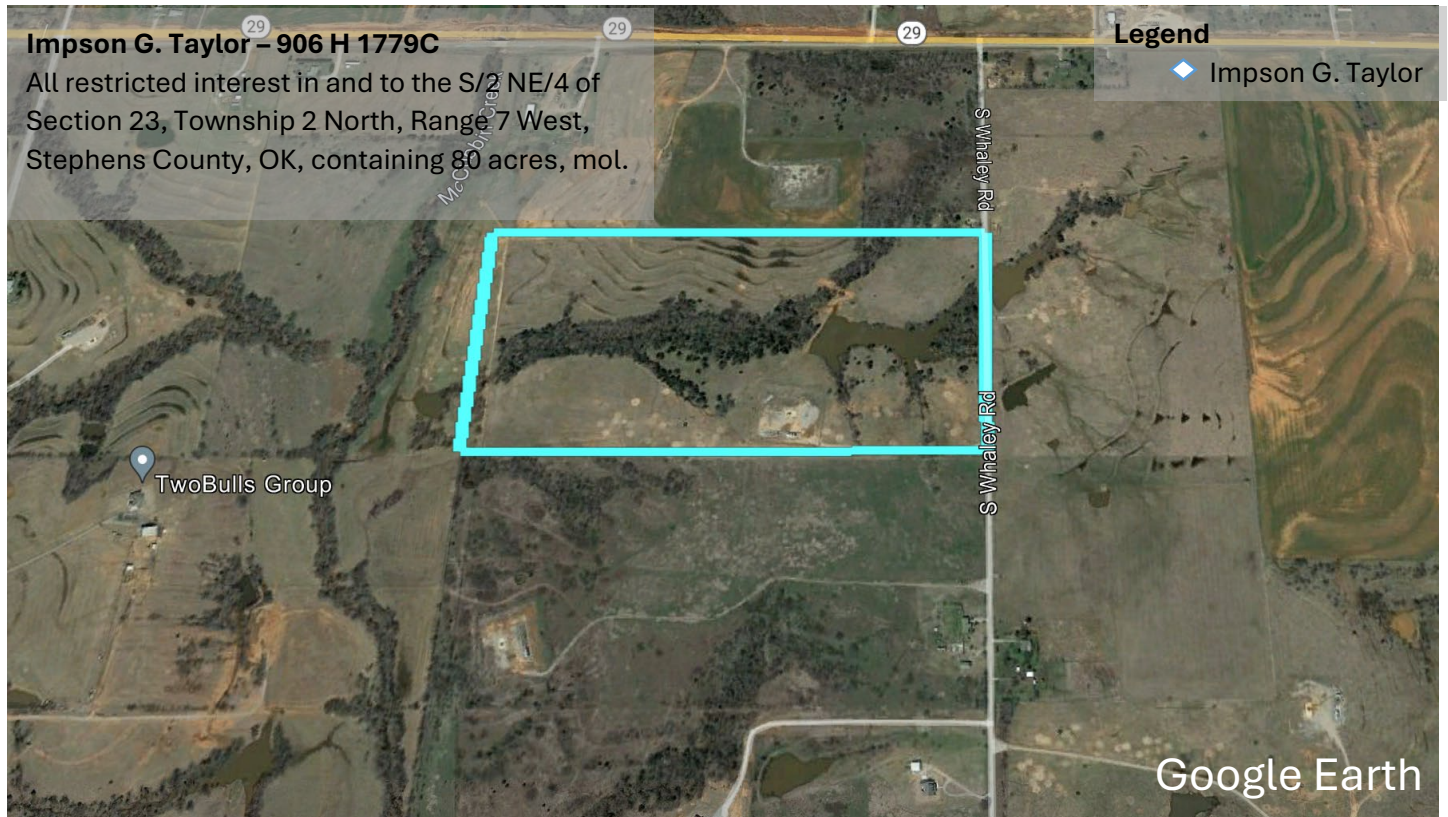 Impson G. Taylor – 906 H 1779C
All restricted interest in and to the S/2 NE/4 of
Section 23, Township 2 North, Range 7 West,
Stephens County, OK, containing 80 acres, mol.
29
29
29
Legend
Impson G. Taylor
S Whaley Rd
TwoBulls Group
S Whaley Rd
Google Earth